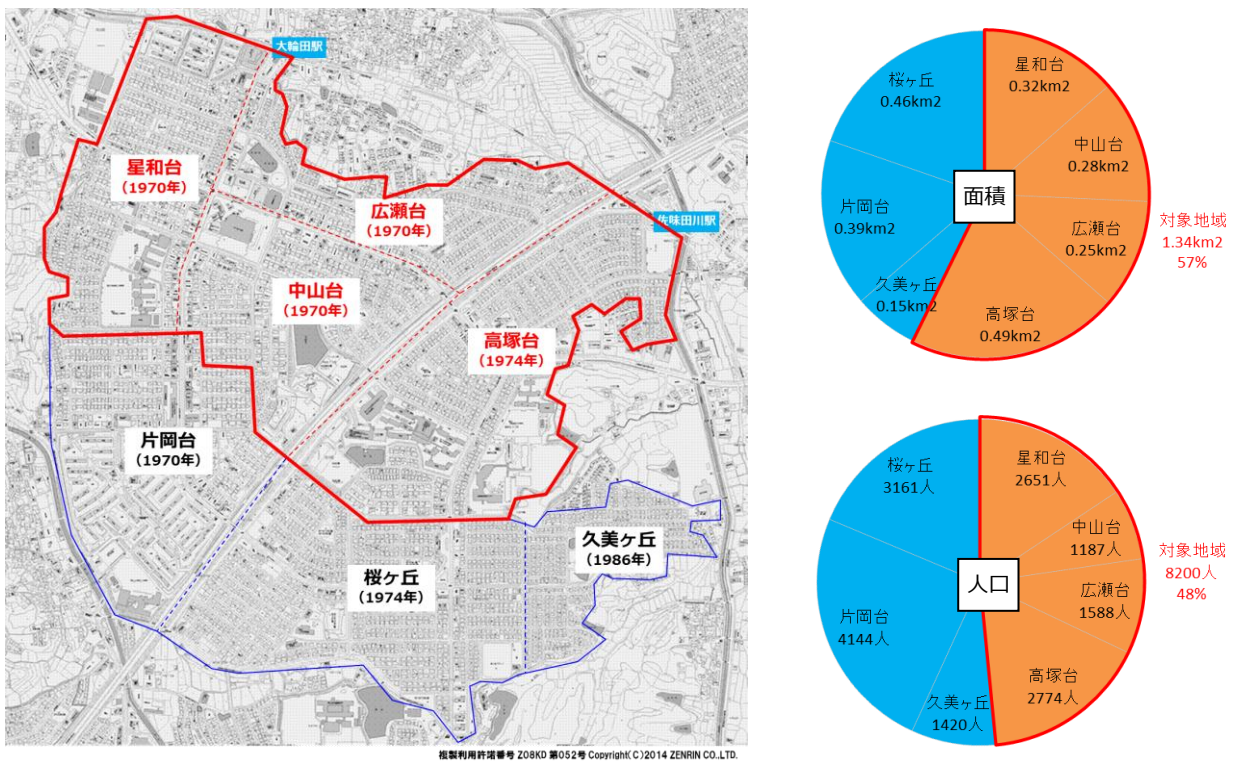 大輪田駅
星和台
(1970年)
広瀬台
(1970年)
佐味田川駅
中山台
(1970年)
高塚台
(1974年)
片岡台
(1970年)
久美ヶ丘
(1986年)
桜ケ丘
(1974年)
複製利用許諾番号 Z08KD 第052号 Copyright(C)2014 ZENRIN CO.,LTD.
桜ヶ丘
0.46km2
星和台
0.32km2
中山台
0.28km2
面積
片岡台
0.39km2
広瀬台
0.25km2
対象地域
1.34km2
57%
久美ヶ丘
0.15km2
高塚台
0.49km2
桜ヶ丘
3161人
星和台
2651人
中山台
1187人
対象地域
8200人
48%
人口
広瀬台
1588人
片岡台
4144人
高塚台
2774人
久美ヶ丘
1420人